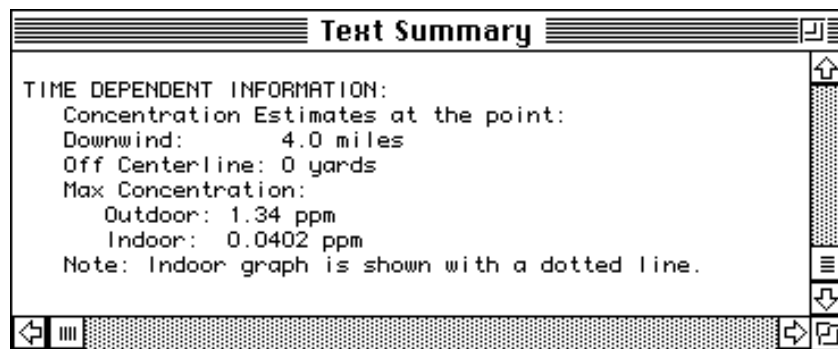 Text Summary
TIME DEPENDENT INFORMATION:
Concentration Estimates at the point:
Downwind: 4.0 miles
Off Centerline: 0 yards
Max Concentration:
Outdoor: 1.34 ppm
Indoor: 0.0402 ppm
Note: Indoor graph is shown with a dotted line.